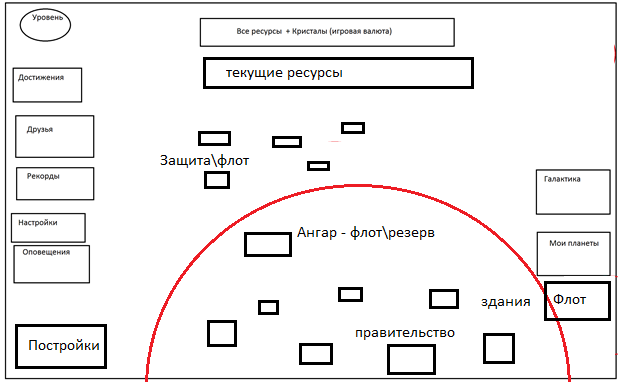 Уровень
Все ресурсы + Кристалы (игровая валюта)
текущие ресурсы
Достижения
Друзья
Защита\флот
Рекорды
Галактика
Настройки
Ангар - флот\резерв
Оповещения
Мои планеты
здания
Флот
правительство
Постройки